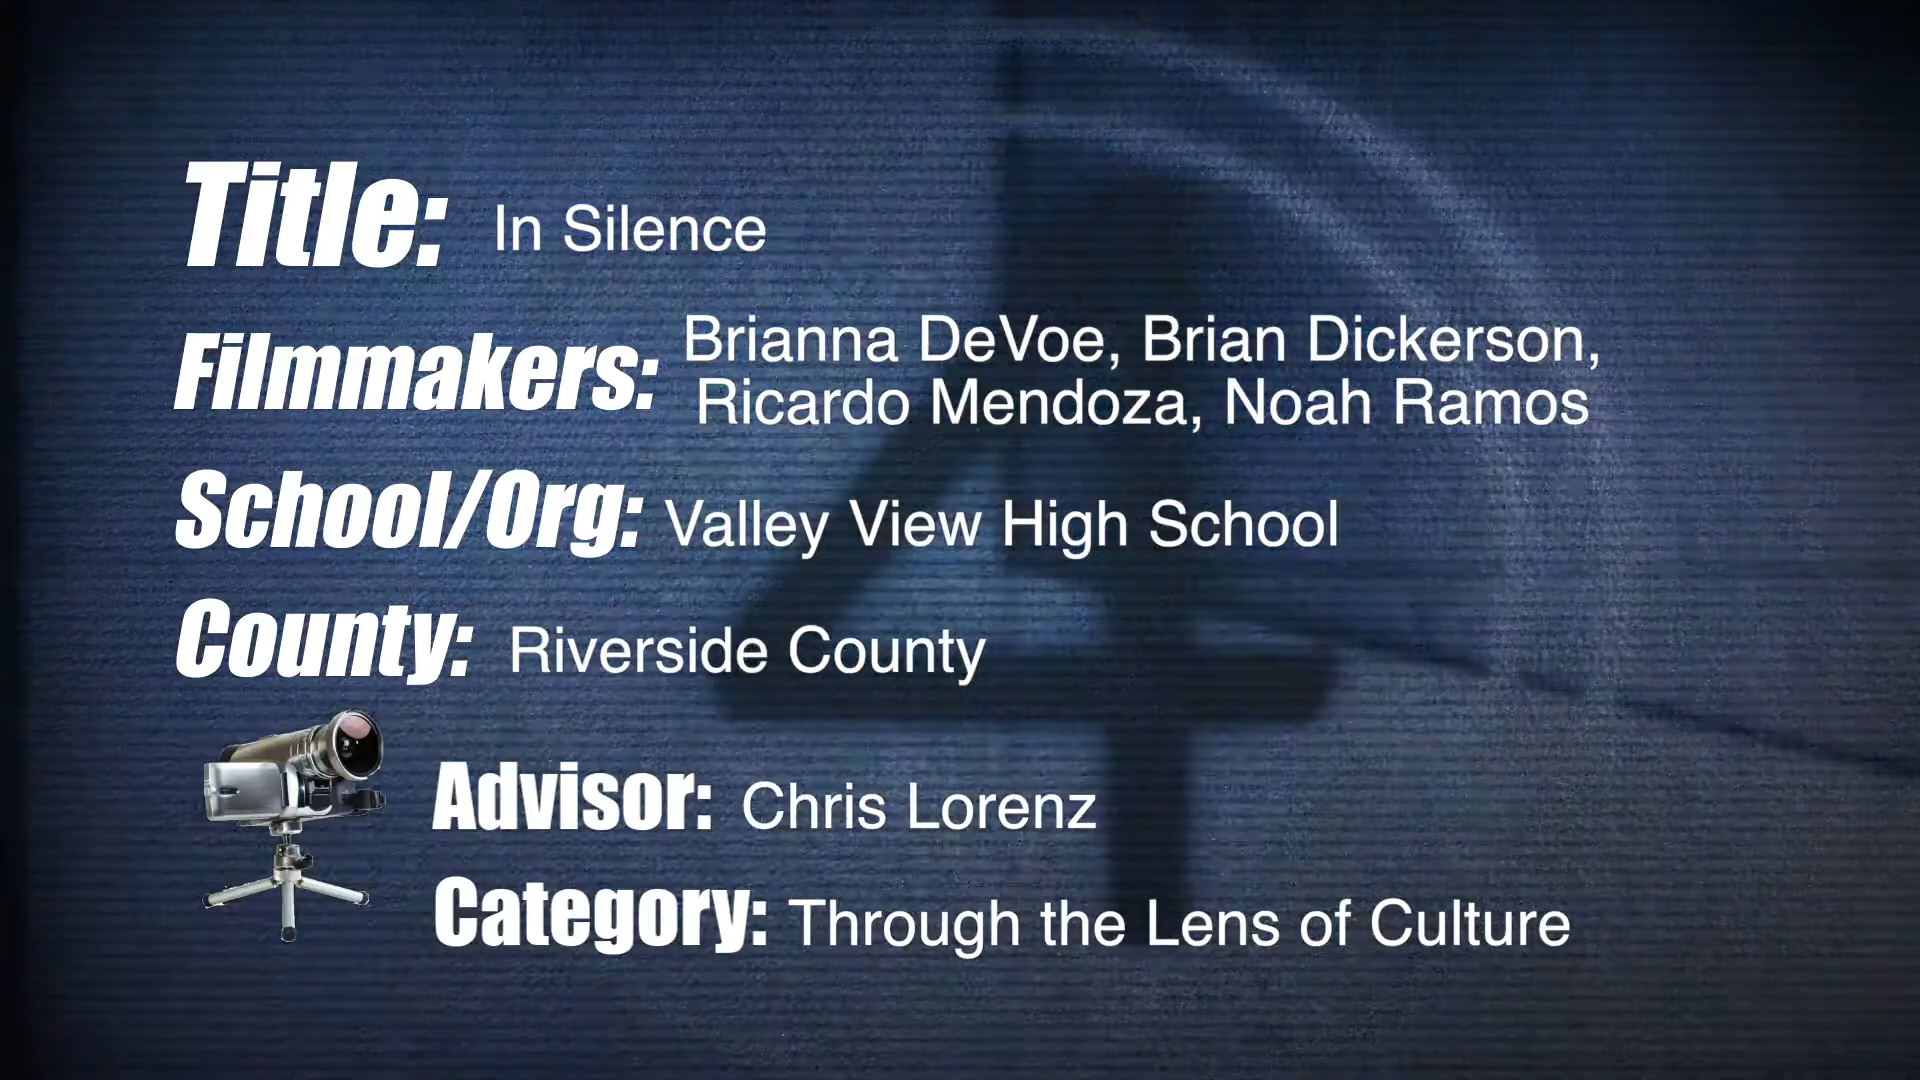 Title: In Silence
Filmmakers: Brianna DeVoe, Brian Dickerson,
Ricardo Mendoza, Noah Ramos
School/Org: Valley View High School
County: Riverside County
Advisor: Chris Lorenz
Category: Through the Lens of Culture
4